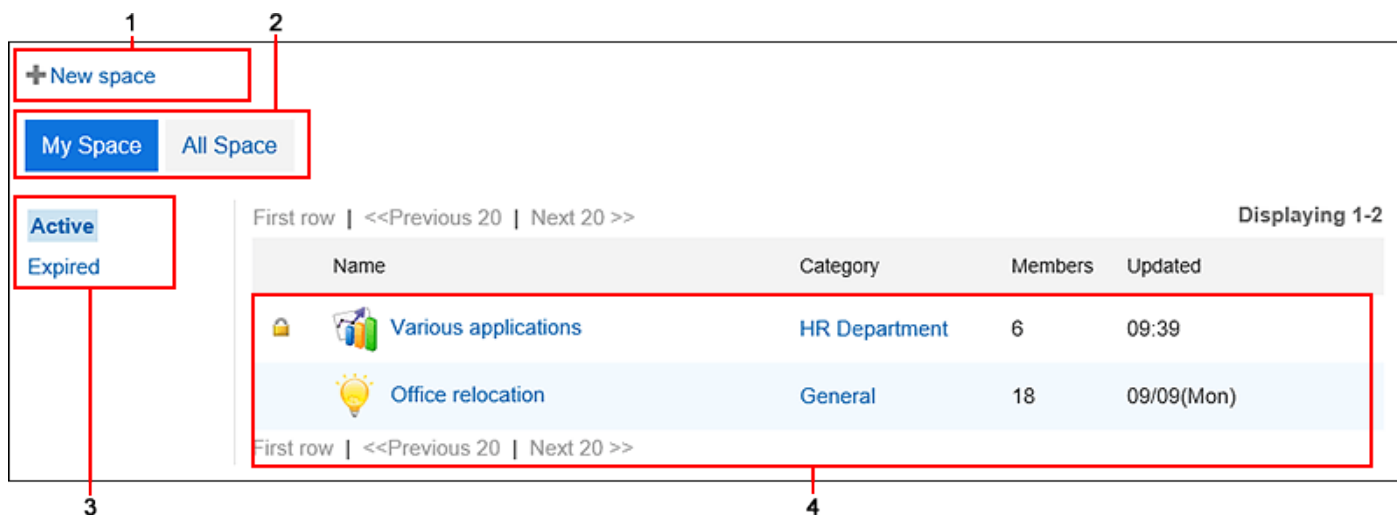 1 2
New space
My Space All Space
Active
Expired
First row | <<Previous 20 | Next 20 >> Displaying 1-2
Name Category Members Updated
Various applications HR Department 6 09:39
Office relocation General 18 09/09(Mon)
First row | <<Previous 20 | Next 20 >>
3 4